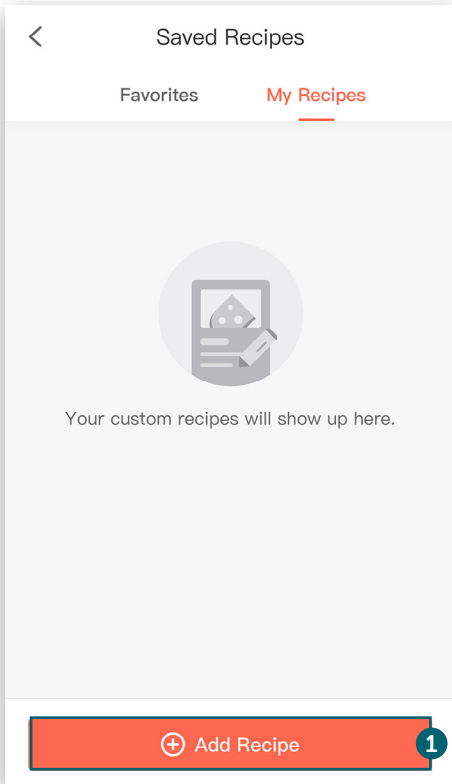 Saved Recipes
Favorites My Recipes
Your custom recipes will show up here.
Add Recipe 1